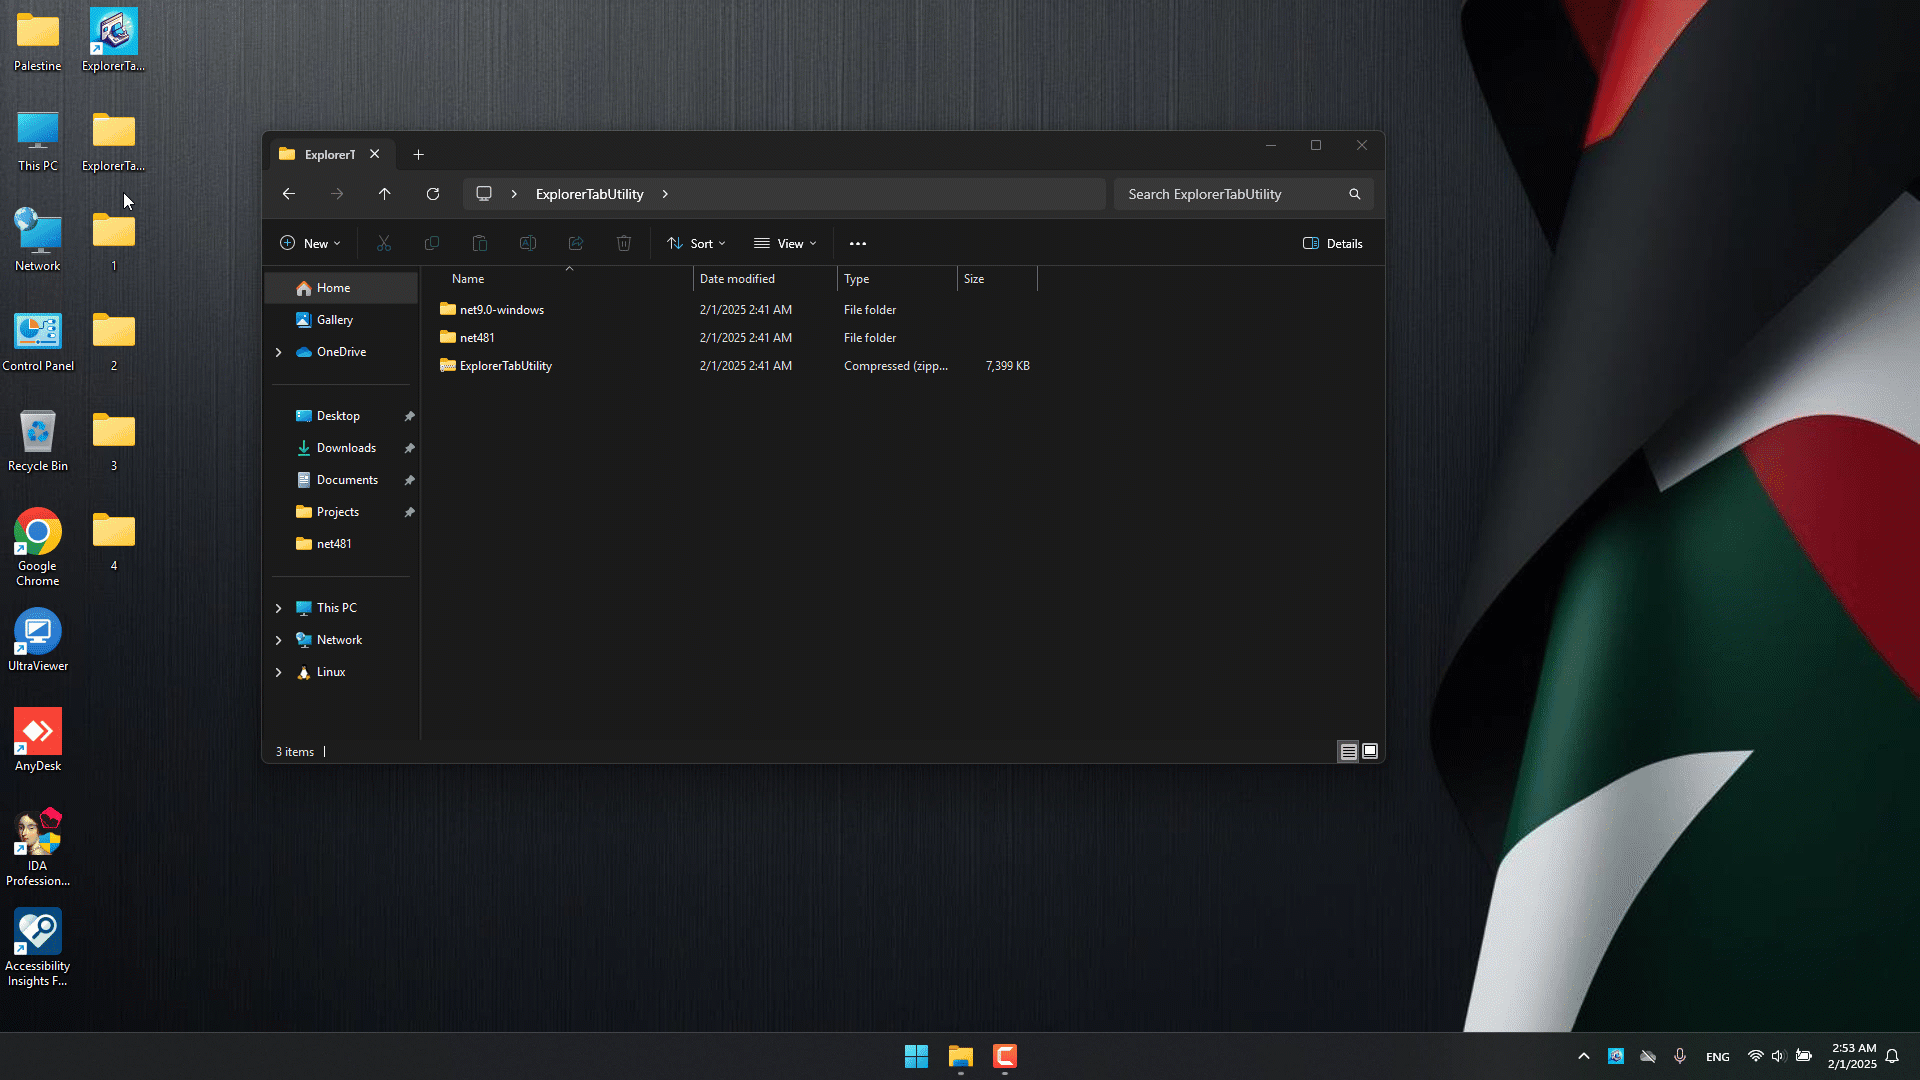 Palestine
ExplorerTa...
This PC
ExplorerTa...
Network
1
Control Panel
2
Recycle Bin
3
Google
Chrome
4
UltraViewer
AnyDesk
IDA
Profession...
Accessibility
Insights F...
ExplorerT
ExplorerTabUtility
Search ExplorerTabUtility
New
Sort
View
Details
Home
Gallery
OneDrive
Desktop
Downloads
Documents
Projects
net481
This PC
Network
Linux
Name Date modified Type Size
net9.0-windows 2/1/2025 2:41 AM File folder
net481 2/1/2025 2:41 AM File folder
ExplorerTabUtility 2/1/2025 2:41 AM Compressed (zipp... 7,399 KB
3 items
ENG
2:53 AM
2/1/2025